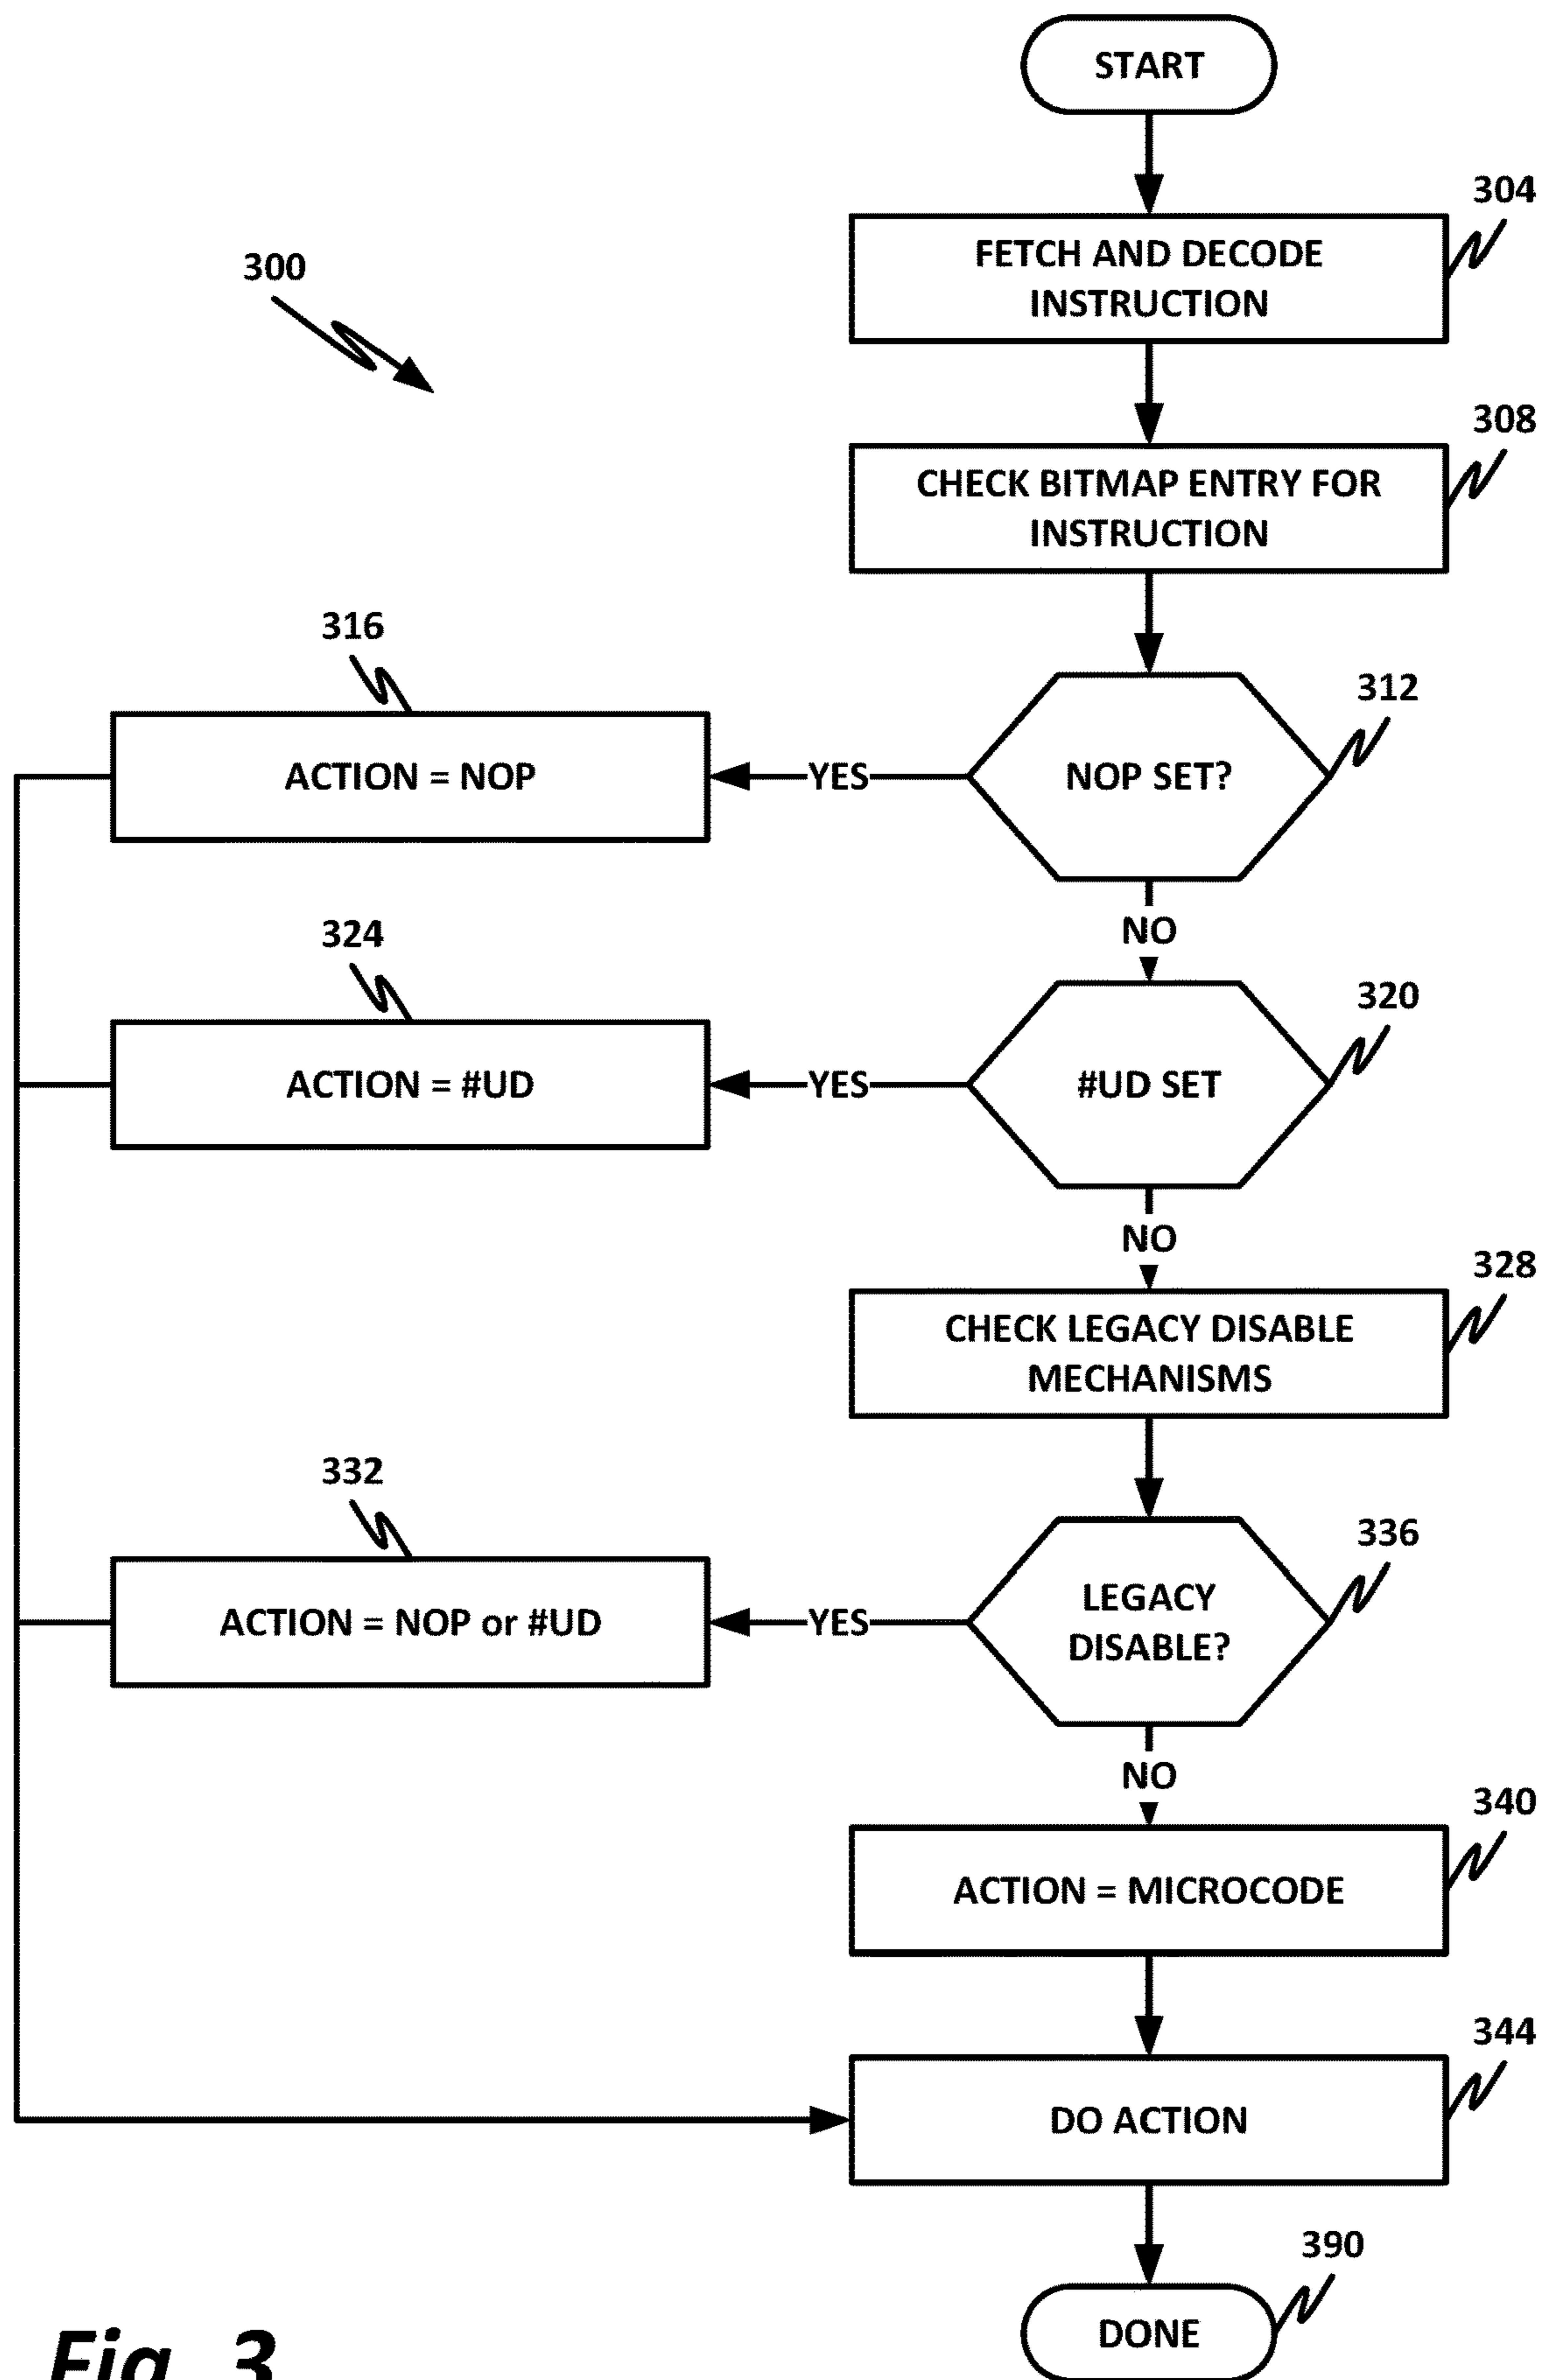 START
304
FETCH AND DECODE
INSTRUCTION
300
308
CHECK BITMAP ENTRY FOR
INSTRUCTION
316
312
ACTION = NOP
YES
NOP SET?
NO
324
320
ACTION = #UD
YES
#UD SET
NO
328
CHECK LEGACY DISABLE
MECHANISMS
332
336
ACTION = NOP or #UD
YES
LEGACY
DISABLE?
NO
340
ACTION = MICROCODE
344
DO ACTION
390
DONE
Fig. 3